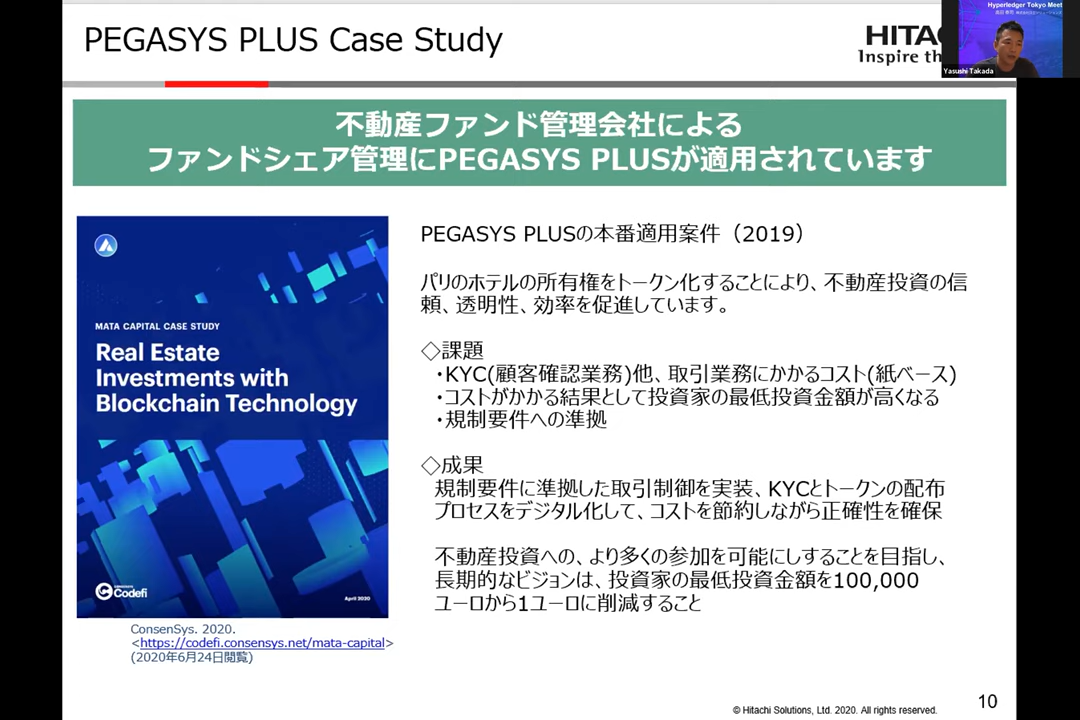 PEGASYS PLUS Case Study
HITAC
Inspire th
Hyperledger Tokyo Meet
Yasushi Takada
不動産ファンド管理会社による
ファンドシェア管理にPEGASYS PLUSが適用されています
MATA CAPITAL CASE STUDY
Real Estate
Investments with
Blockchain Technology
CONSENSYS
Codefi
April 2020
ConsenSys. 2020.
<https://codefi.consensys.net/mata-capital>
(2020年6月24日閲覧)
PEGASYS PLUSの本番適用案件（2019）
パリのホテルの所有権をトークン化することにより、不動産投資の信
頼、透明性、効率を促進しています。
◇課題
・KYC(顧客確認業務)他、取引業務にかかるコスト(紙ベース)
・コストがかかる結果として投資家の最低投資金額が高くなる
・規制要件への準拠
◇成果
規制要件に準拠した取引制御を実装、KYCとトークンの配布
プロセスをデジタル化して、コストを節約しながら正確性を確保
不動産投資への、より多くの参加を可能にしすることを目指し、
長期的なビジョンは、投資家の最低投資金額を100,000
ユーロから1ユーロに削減すること
10
© Hitachi Solutions, Ltd. 2020. All rights reserved.